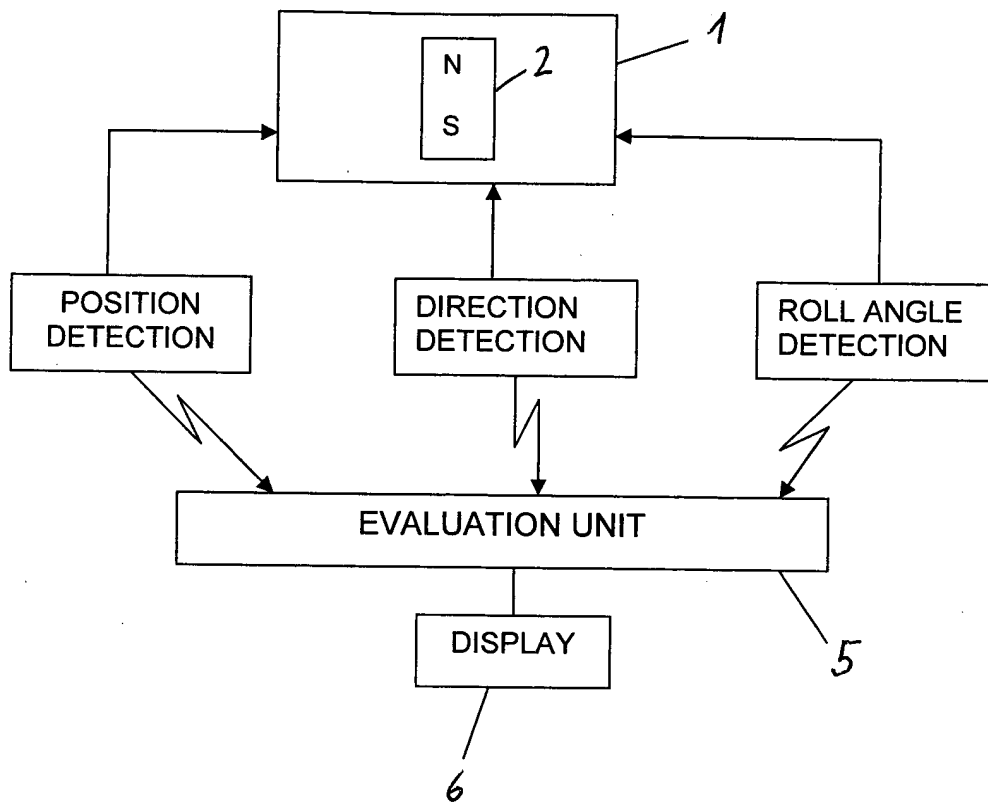 1
N
2
S
POSITION
DETECTION
DIRECTION
DETECTION
ROLL ANGLE
DETECTION
EVALUATION UNIT
DISPLAY
5
6